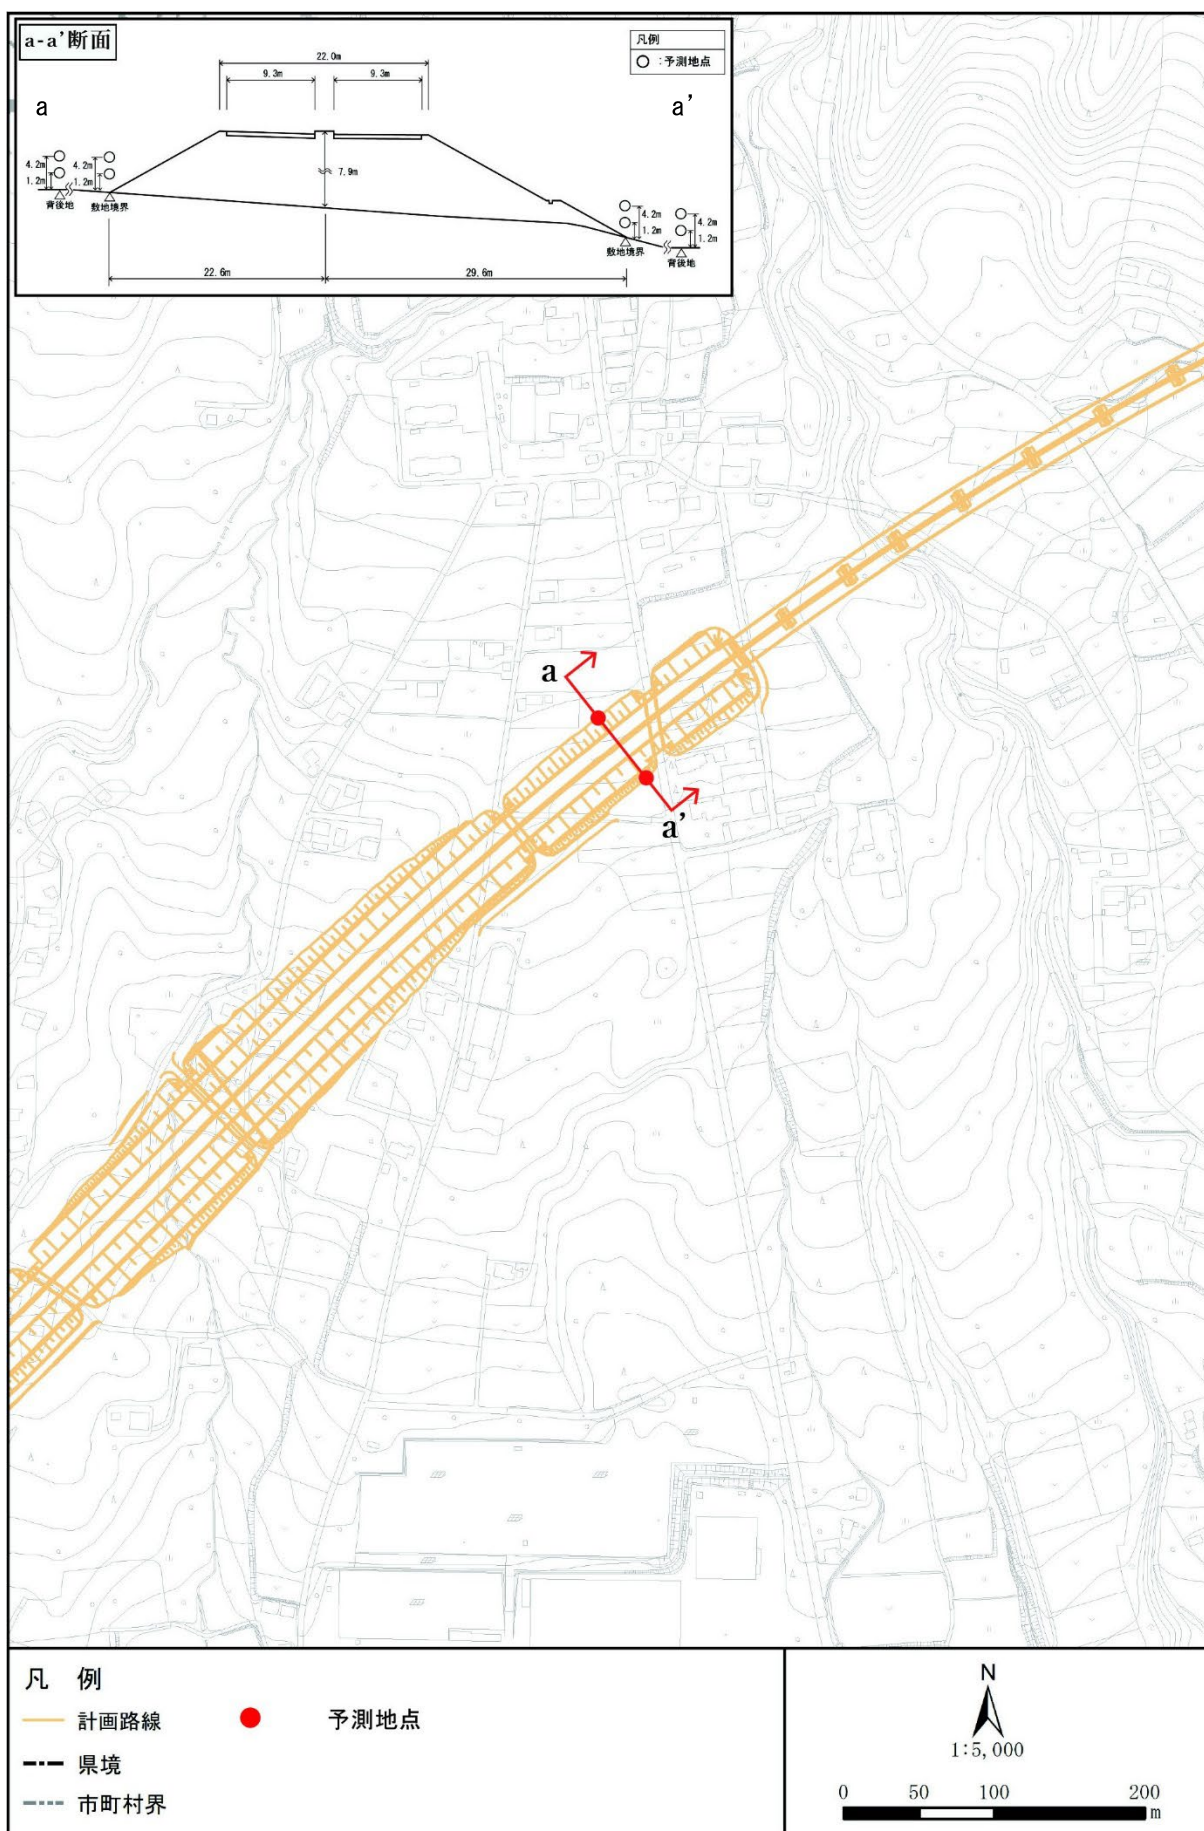 a-a’断面
凡例
○ :予測地点
22.0m
9.3m 9.3m
a a’
7.9m
4.2m 4.2m
1.2m 1.2m
背後地 敷地境界
4.2m 4.2m
1.2m 1.2m
敷地境界 背後地
22.6m 29.6m
a
a’
凡 例
計画路線 予測地点
県境
市町村界
N
1:5,000
0 50 100 200
m